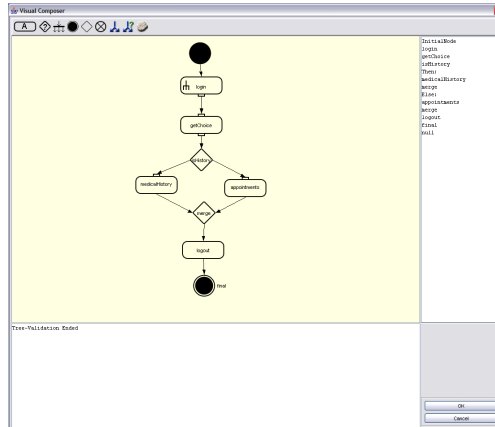 Visual Composer
A
?
?
InitialNode
login
getChoice
isHistory
Then:
medicalHistory
merge
Else:
appointments
merge
logout
final
null
login
getChoice
isHistory
medicalHistory
appointments
merge
logout
final
Tree-Validation Ended
OK
Cancel